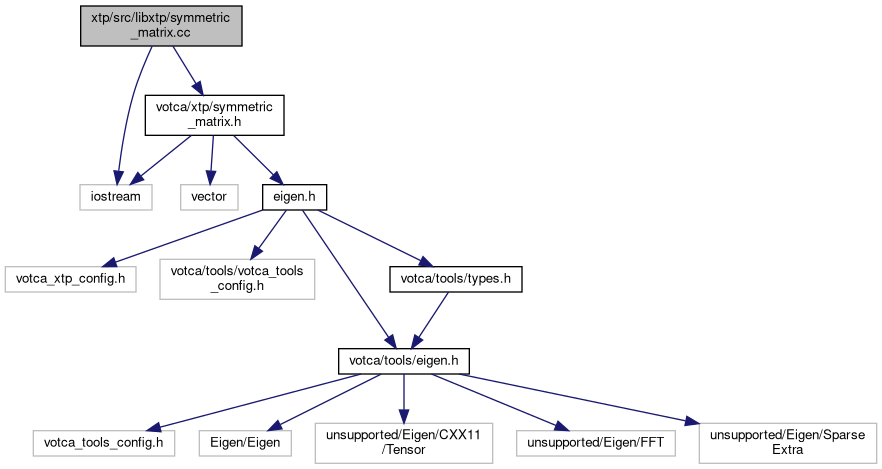 xtp/src/libxtp/symmetric
_matrix.cc
votca/xtp/symmetric
_matrix.h
iostream
vector
eigen.h
votca_xtp_config.h
votca/tools/votca_tools
_config.h
votca/tools/types.h
votca/tools/eigen.h
votca_tools_config.h
Eigen/Eigen
unsupported/Eigen/CXX11
/Tensor
unsupported/Eigen/FFT
unsupported/Eigen/Sparse
Extra